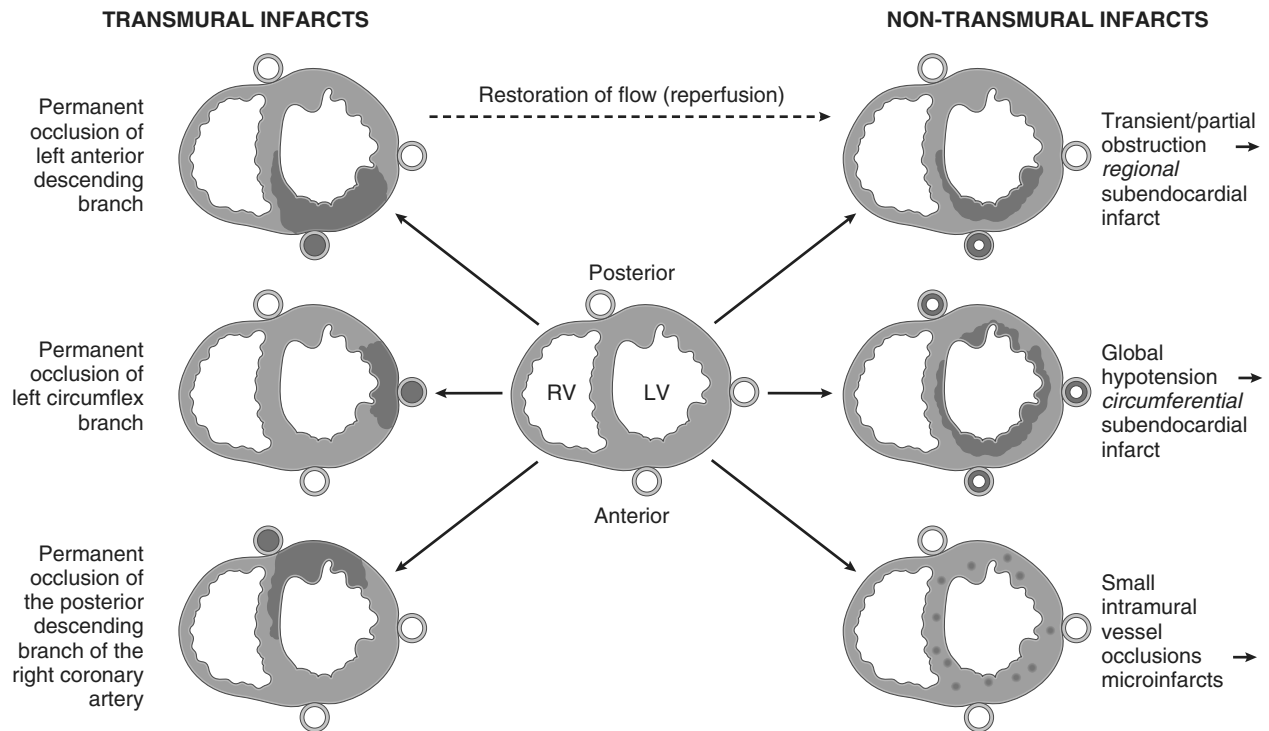 TRANSMURAL INFARCTS
NON-TRANSMURAL INFARCTS
Permanent
occlusion of
left anterior
descending
branch
Restoration of flow (reperfusion)
Transient/partial
obstruction →
regional
subendocardial
infarct
Posterior
Permanent
occlusion of
left circumflex
branch
RV
LV
Global
hypotension →
circumferential
subendocardial
infarct
Anterior
Permanent
occlusion of
the posterior
descending
branch of the
right coronary
artery
Small
intramural
vessel
occlusions →
microinfarcts